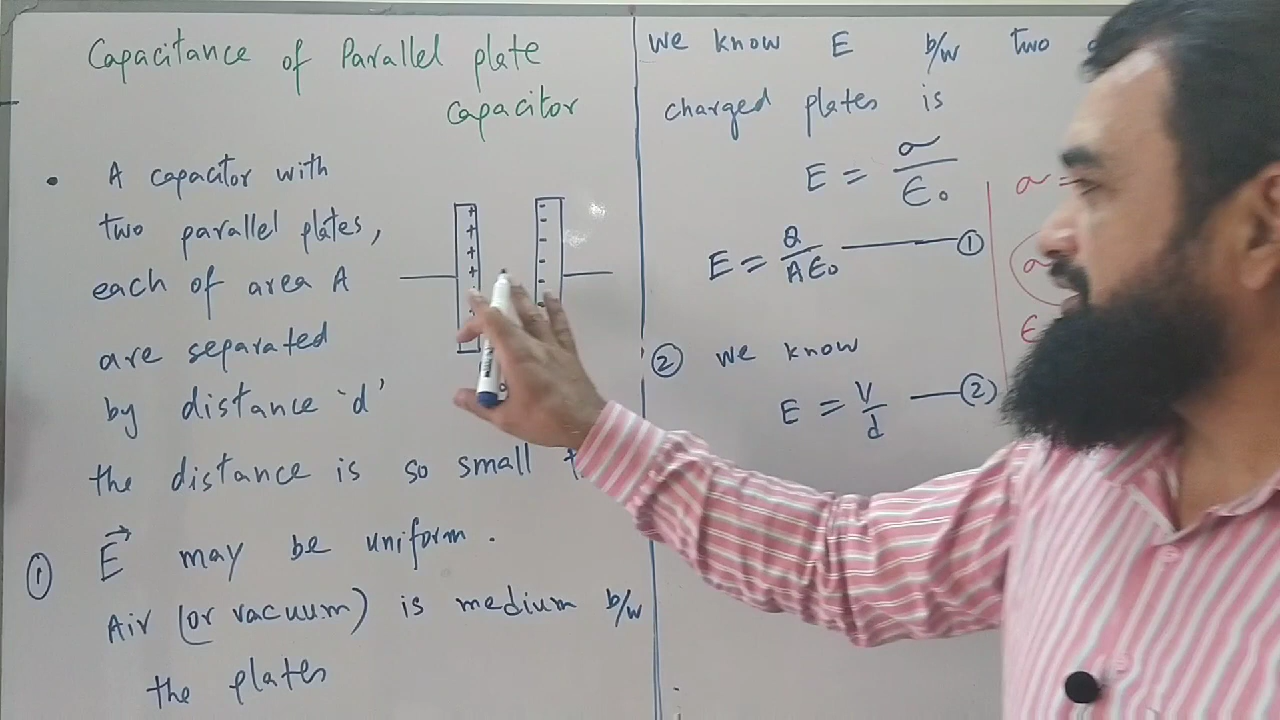 Capacitance of Parallel plate
Capacitor
• A capacitor with
two parallel plates,
each of area A
are separated
by distance 'd'
the distance is so small
① E⃗ may be uniform.
Air (or vacuum) is medium b/w
the plates
+ + + +
- - - - -
we know E b/w two
charged plates is
E = σ/ϵ₀
E = Q/Aϵ₀ ——— ①
② we know
E = V/d —— ②
σ =
σ